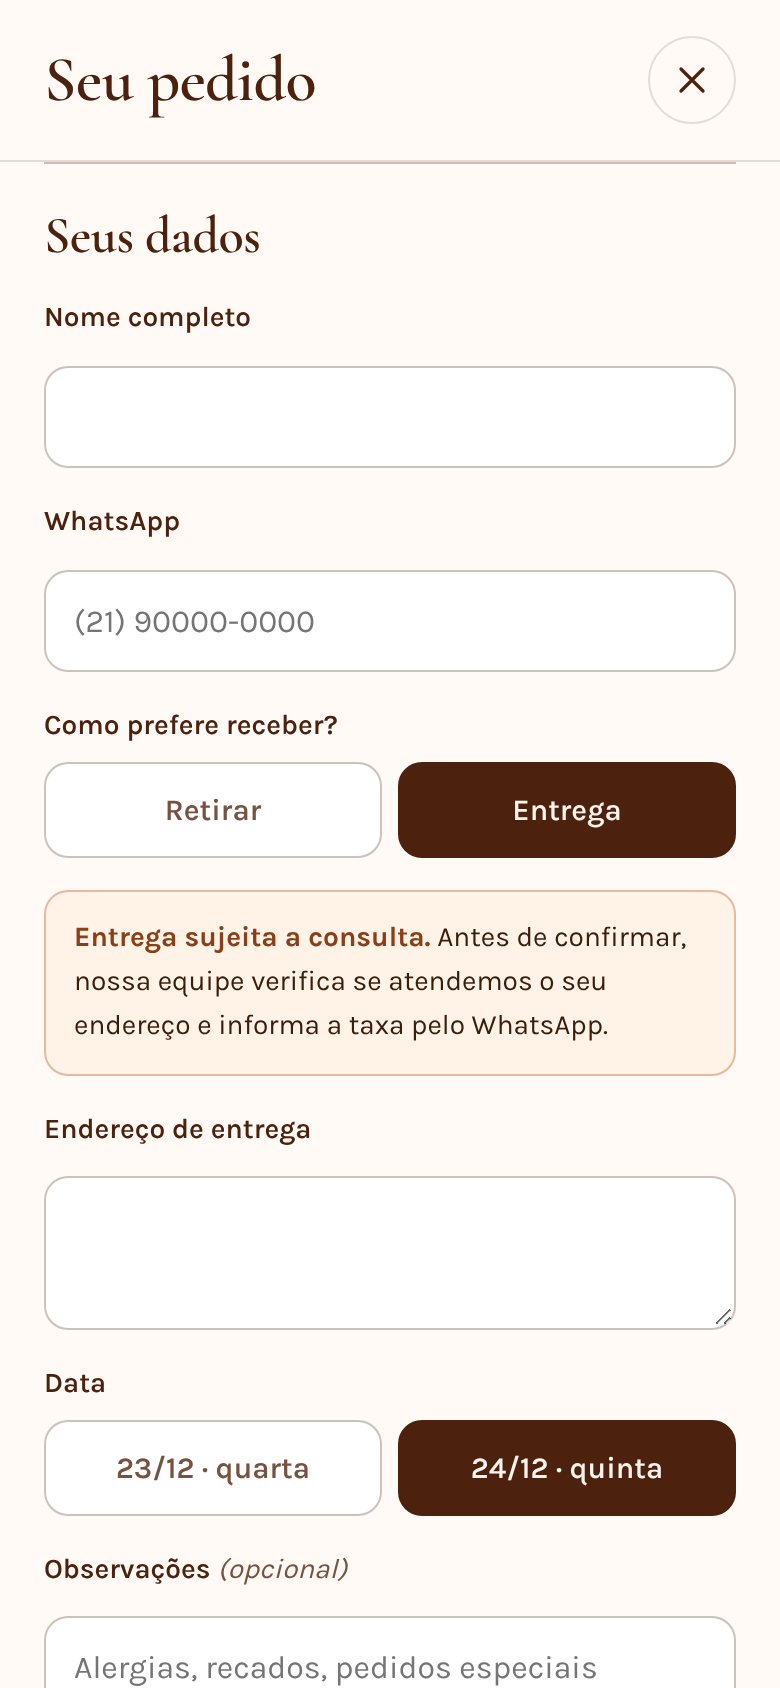 Seu pedido
Seus dados
Nome completo
WhatsApp
(21) 90000-0000
Como prefere receber?
Retirar
Entrega
Entrega sujeita a consulta. Antes de confirmar,
nossa equipe verifica se atendemos o seu
endereço e informa a taxa pelo WhatsApp.
Endereço de entrega
Data
23/12 · quarta
24/12 · quinta
Observações (opcional)
Alergias, recados, pedidos especiais